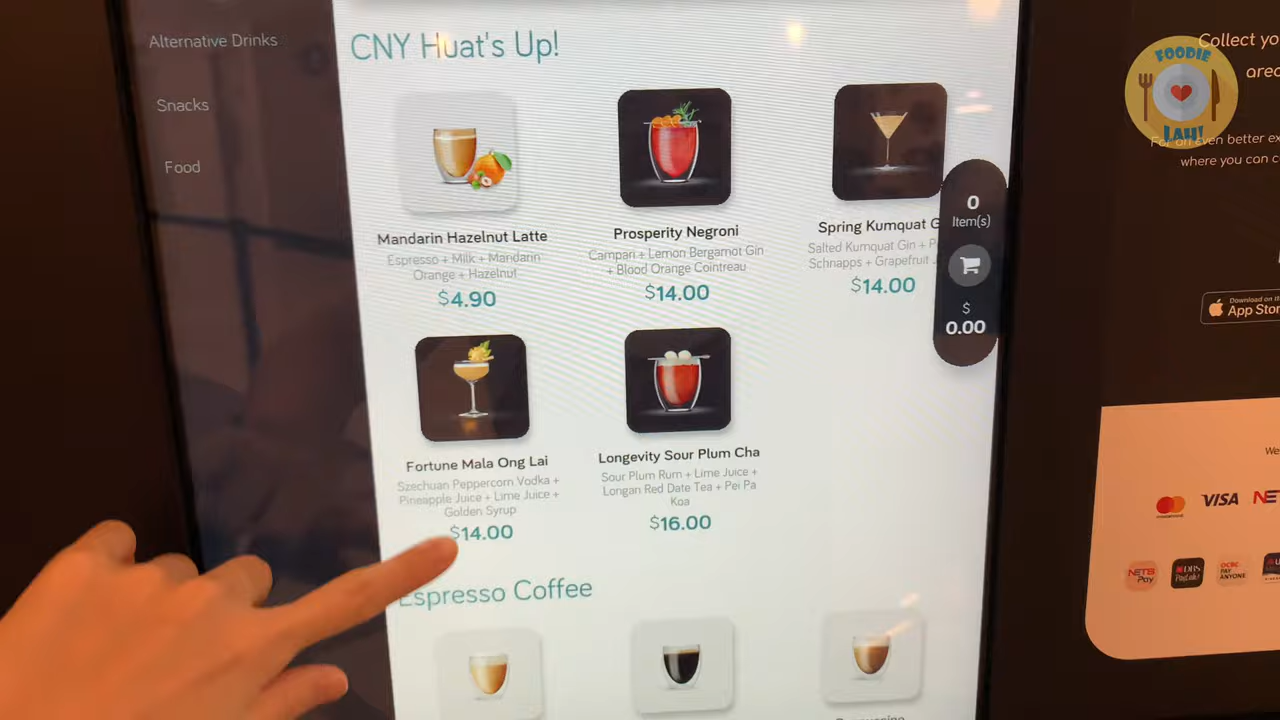 Alternative Drinks
Snacks
Food
CNY Huat's Up!
Mandarin Hazelnut Latte
Espresso + Milk + Mandarin
Orange + Hazelnut
$4.90
Prosperity Negroni
Campari + Lemon Bergamot Gin
+ Blood Orange Cointreau
$14.00
Spring Kumquat G
Salted Kumquat Gin + P
Schnapps + Grapefruit J
$14.00
0
Item(s)
$
0.00
Fortune Mala Ong Lai
Szechuan Peppercorn Vodka +
Pineapple Juice + Lime Juice +
Golden Syrup
$14.00
Longevity Sour Plum Cha
Sour Plum Rum + Lime Juice +
Longan Red Date Tea + Pei Pa
Koa
$16.00
Espresso Coffee
FOODIE
LAH!
Collect yo
area
For an even better ex
where you can c
Download on
App Stor
We
VISA
NE
NETS
Pay
DBS
PayLah!
OCBC
PAY
ANYONE